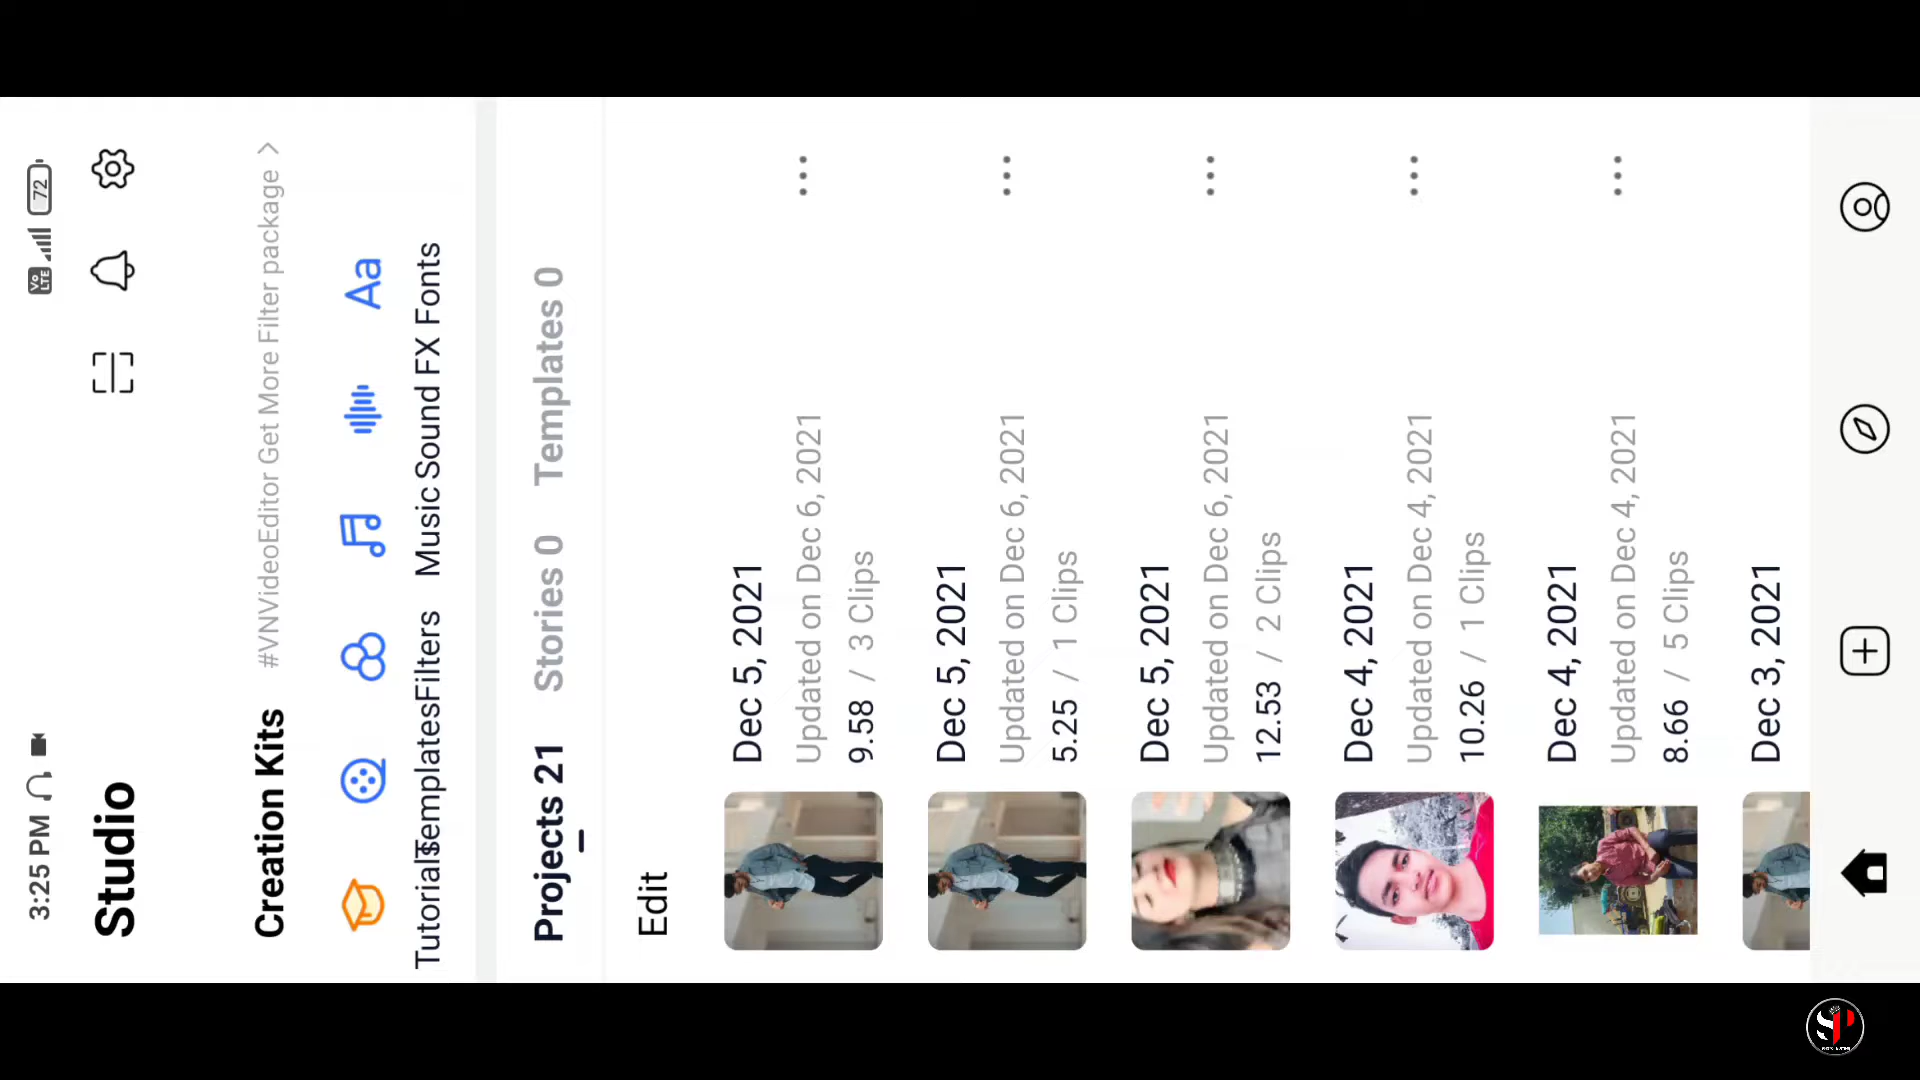 3:25 PM
Vo LTE 72
Studio
Creation Kits #VNVideoEditor Get More Filter package >
Aa
Tutorials Templates Filters Music Sound FX Fonts
Projects 21 Stories 0 Templates 0
Edit
Dec 5, 2021
Updated on Dec 6, 2021
9.58 / 3 Clips
Dec 5, 2021
Updated on Dec 6, 2021
5.25 / 1 Clips
Dec 5, 2021
Updated on Dec 6, 2021
12.53 / 2 Clips
Dec 4, 2021
Updated on Dec 4, 2021
10.26 / 1 Clips
Dec 4, 2021
Updated on Dec 4, 2021
8.66 / 5 Clips
Dec 3, 2021
SP